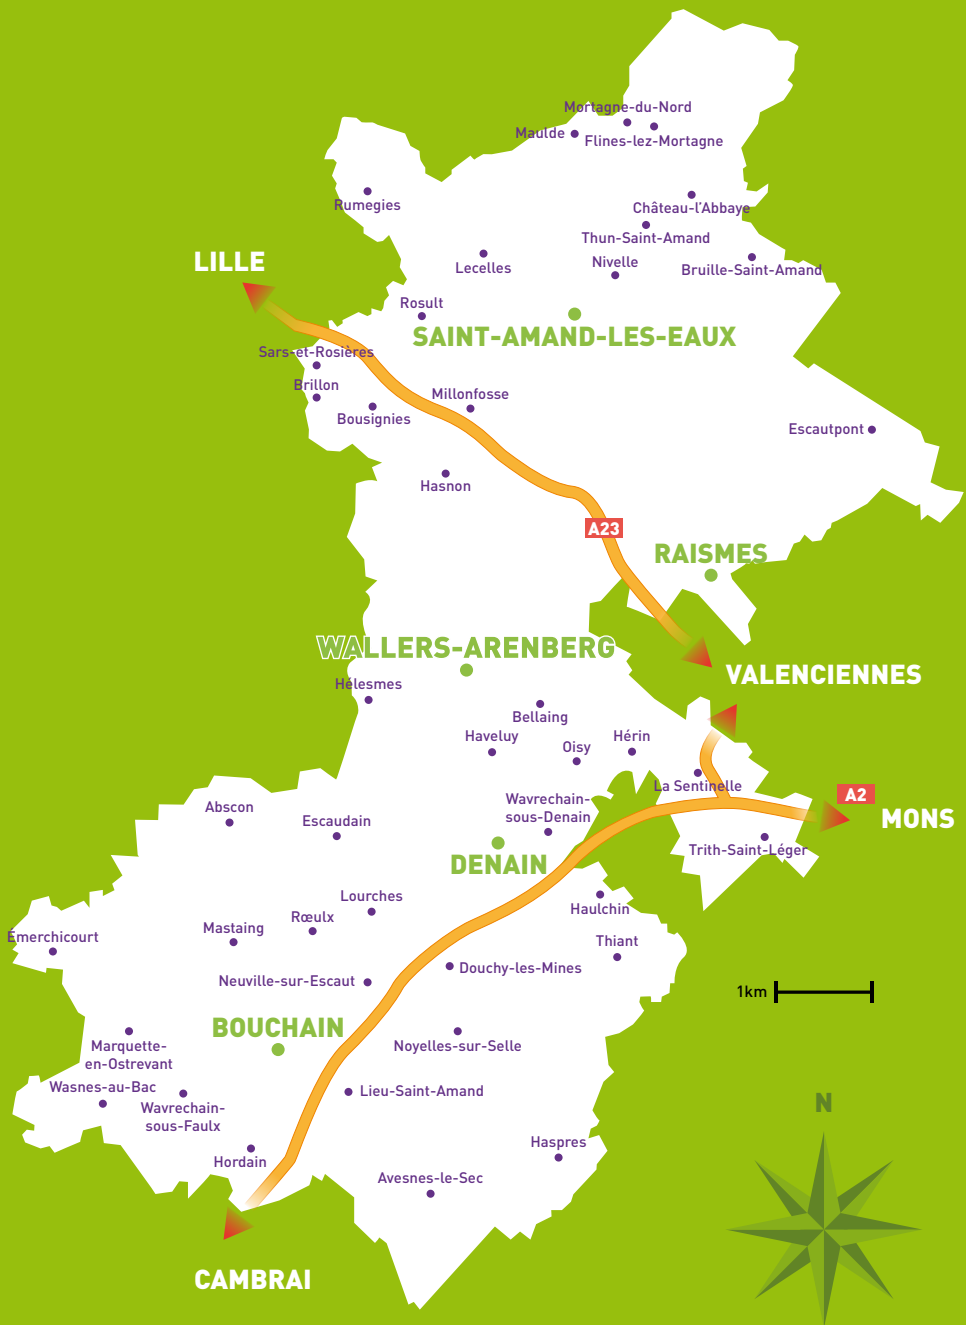 Mortagne-du-Nord
Maulde
Flines-lez-Mortagne
Rumegies
Château-l'Abbaye
Thun-Saint-Amand
LILLE
Lecelles
Nivelle
Bruille-Saint-Amand
Rosult
SAINT-AMAND-LES-EAUX
Sars-et-Rosières
Brillon
Millonfosse
Bousignies
Escautpont
Hasnon
A23
RAISMES
WALLERS-ARENBERG
VALENCIENNES
Hélesmes
Bellaing
Haveluy
Oisy
Hérin
La Sentinelle
A2
Abscon
Escaudain
Wavrechain-
sous-Denain
MONS
Trith-Saint-Léger
DENAIN
Lourches
Haulchin
Rœulx
Mastaing
Émerchicourt
Thiant
Douchy-les-Mines
Neuville-sur-Escaut
1km
BOUCHAIN
Marquette-
en-Ostrevant
Noyelles-sur-Selle
Wasnes-au-Bac
Lieu-Saint-Amand
Wavrechain-
sous-Faulx
N
Haspres
Hordain
Avesnes-le-Sec
CAMBRAI